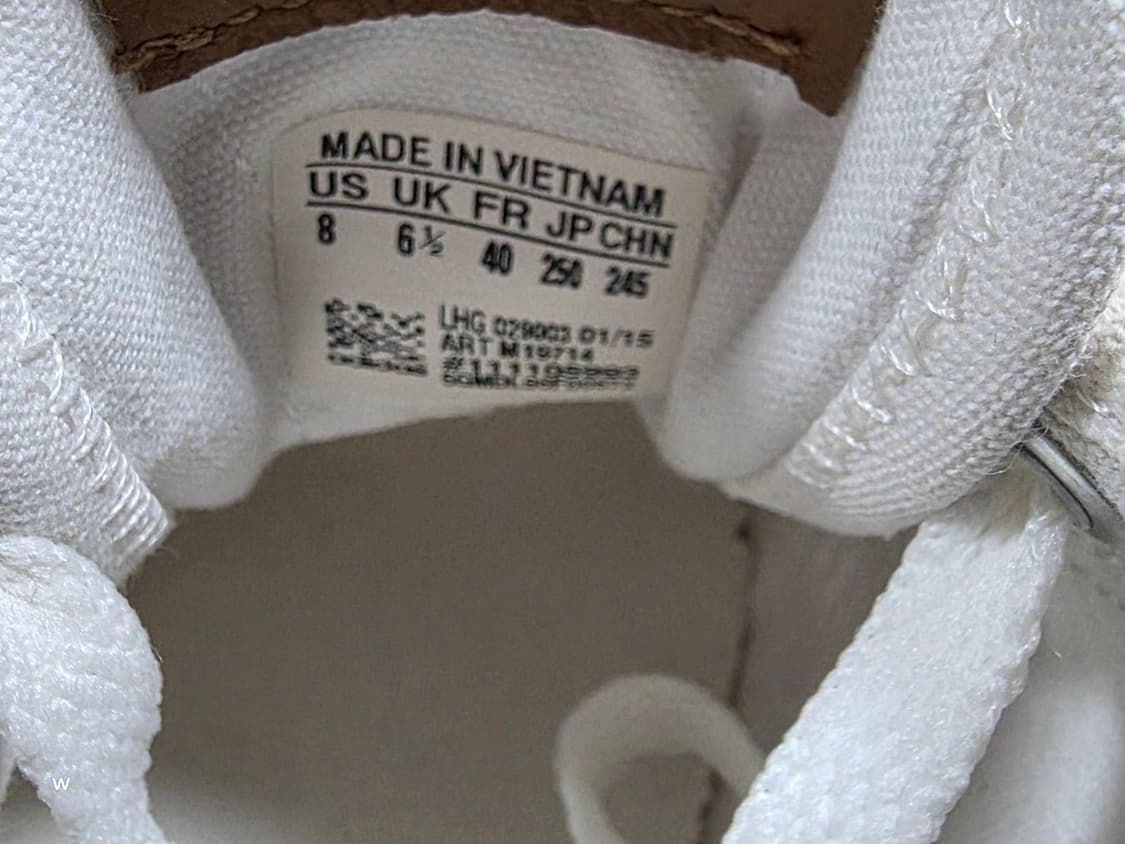 MADE IN VIETNAM
US UK FR JP CHN
8 6½ 40 250 245
LHG 029003 01/15
ART M19714
w